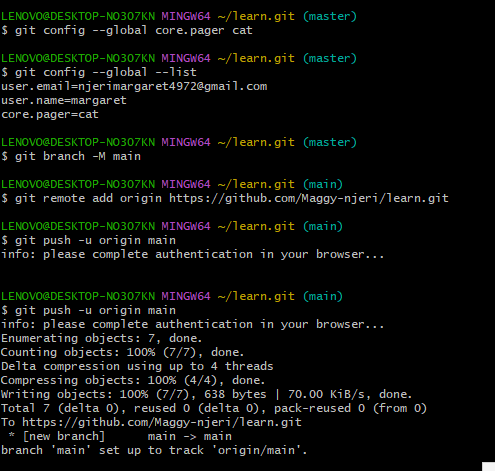 LENOVO@DESKTOP-NO3O7KN MINGW64 ~/learn.git (master)
$ git config --global core.pager cat
LENOVO@DESKTOP-NO3O7KN MINGW64 ~/learn.git (master)
$ git config --global --list
user.email=njerimargaret4972@gmail.com
user.name=margaret
core.pager=cat
LENOVO@DESKTOP-NO3O7KN MINGW64 ~/learn.git (master)
$ git branch -M main
LENOVO@DESKTOP-NO3O7KN MINGW64 ~/learn.git (main)
$ git remote add origin https://github.com/Maggy-njeri/learn.git
LENOVO@DESKTOP-NO3O7KN MINGW64 ~/learn.git (main)
$ git push -u origin main
info: please complete authentication in your browser...
LENOVO@DESKTOP-NO3O7KN MINGW64 ~/learn.git (main)
$ git push -u origin main
info: please complete authentication in your browser...
Enumerating objects: 7, done.
Counting objects: 100% (7/7), done.
Delta compression using up to 4 threads
Compressing objects: 100% (4/4), done.
Writing objects: 100% (7/7), 638 bytes | 70.00 KiB/s, done.
Total 7 (delta 0), reused 0 (delta 0), pack-reused 0 (from 0)
To https://github.com/Maggy-njeri/learn.git
 * [new branch]      main -> main
branch 'main' set up to track 'origin/main'.